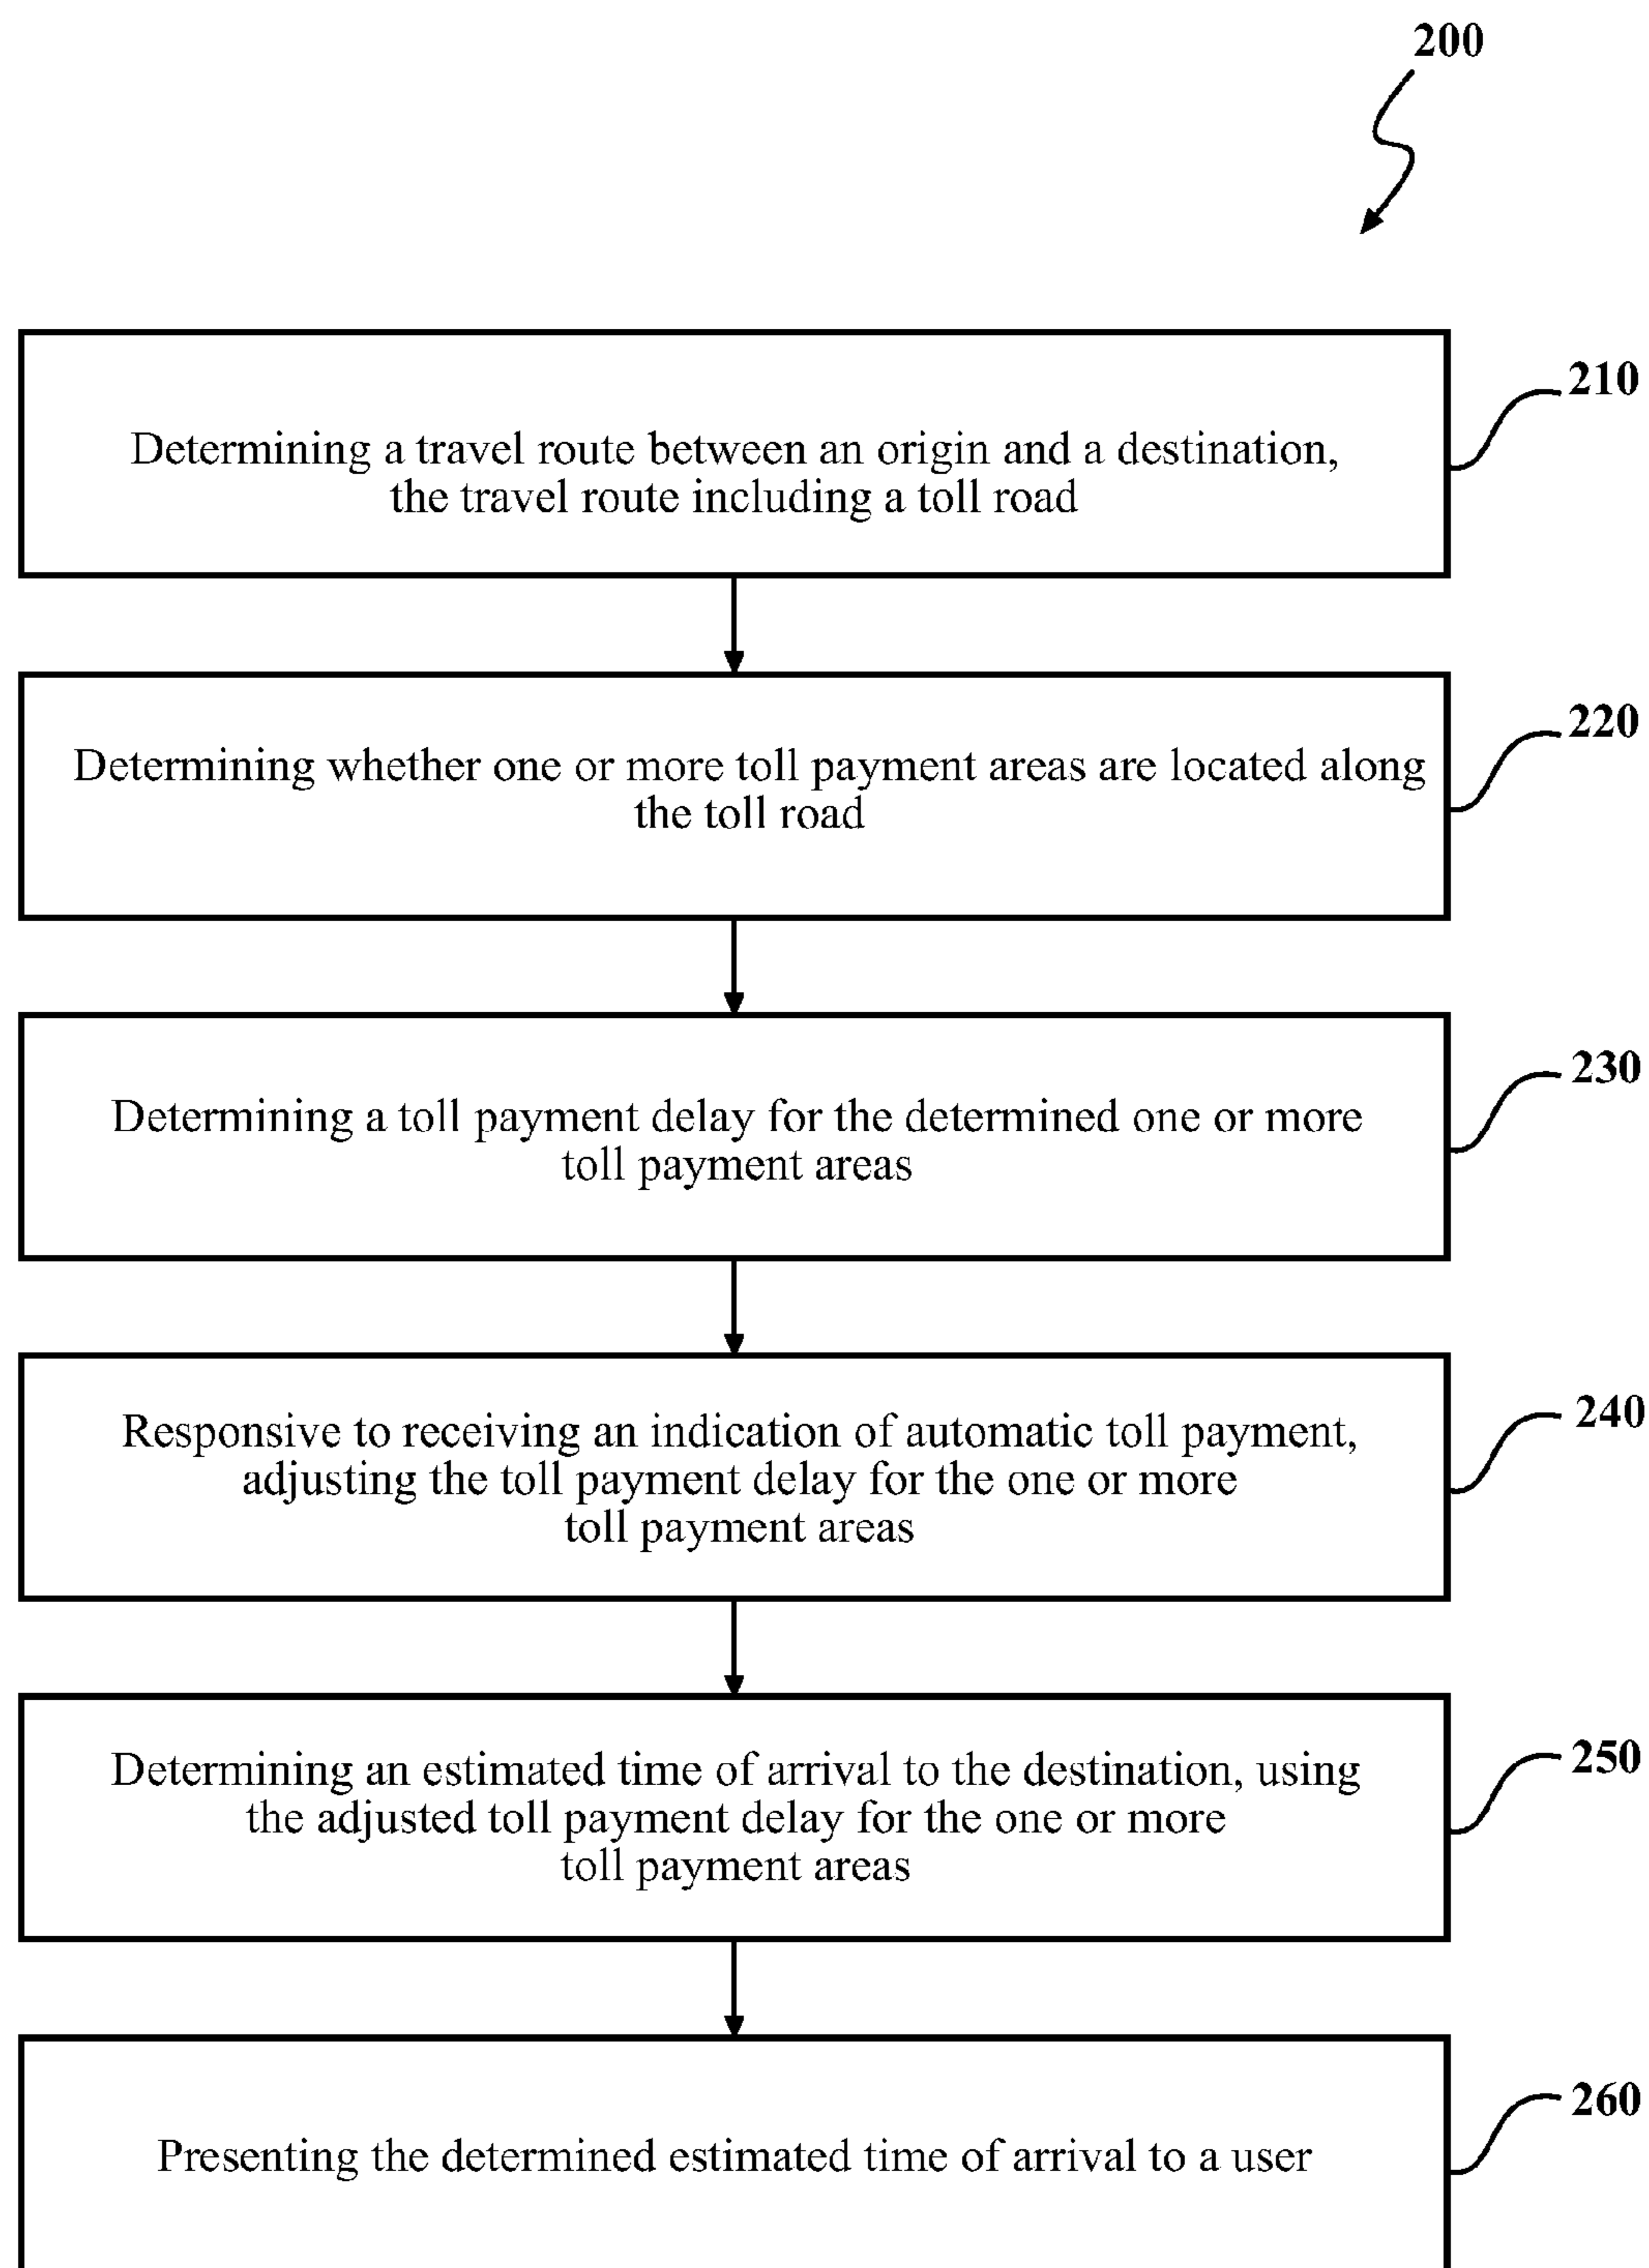 200
210
Determining a travel route between an origin and a destination,
the travel route including a toll road
220
Determining whether one or more toll payment areas are located along
the toll road
230
Determining a toll payment delay for the determined one or more
toll payment areas
240
Responsive to receiving an indication of automatic toll payment,
adjusting the toll payment delay for the one or more
toll payment areas
250
Determining an estimated time of arrival to the destination, using
the adjusted toll payment delay for the one or more
toll payment areas
260
Presenting the determined estimated time of arrival to a user